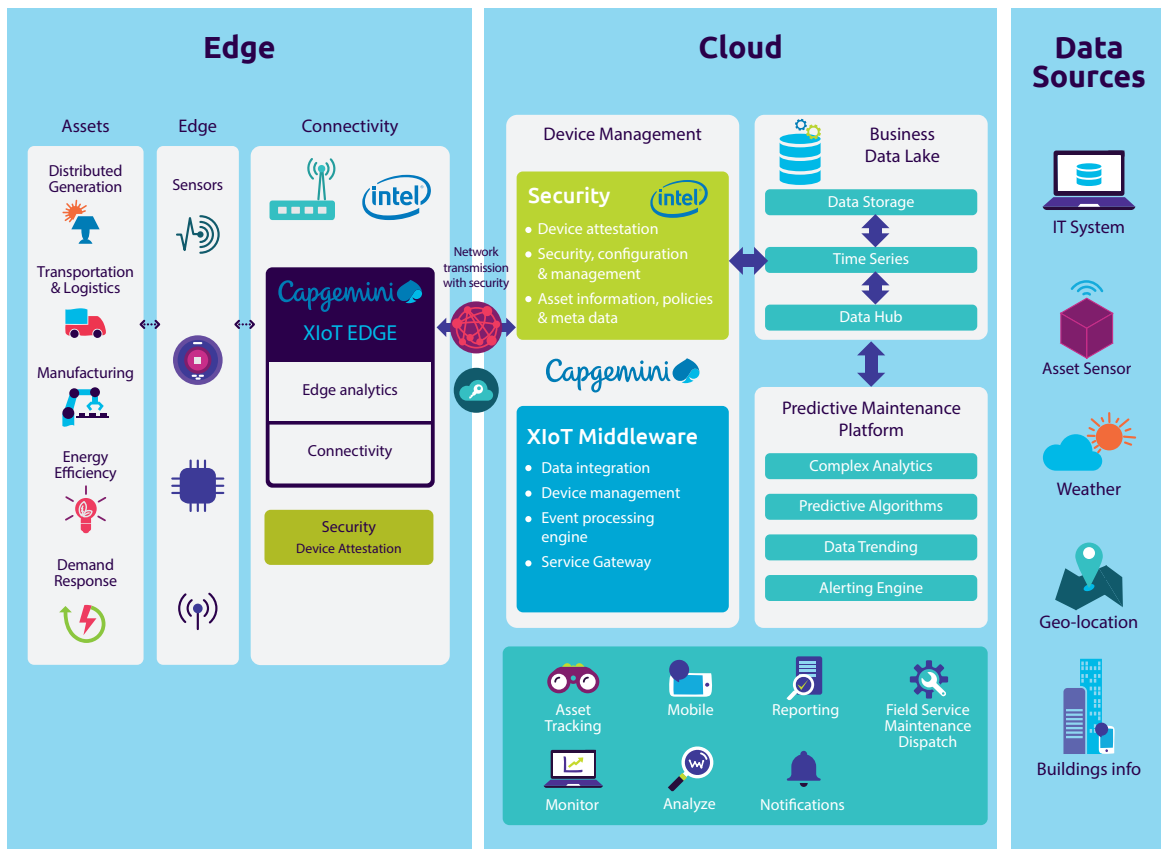 Edge
Assets
Edge
Connectivity
Distributed
Generation
Transportation
& Logistics
Manufacturing
Energy
Efficiency
Demand
Response
Sensors
intel
Capgemini
XIoT EDGE
Edge analytics
Connectivity
Security
Device Attestation
Network
transmission
with security
Cloud
Device Management
Security
intel
• Device attestation
• Security, configuration
& management
• Asset information, policies
& meta data
Capgemini
XIoT Middleware
• Data integration
• Device management
• Event processing
engine
• Service Gateway
Business
Data Lake
Data Storage
Time Series
Data Hub
Predictive Maintenance
Platform
Complex Analytics
Predictive Algorithms
Data Trending
Alerting Engine
Asset
Tracking
Mobile
Reporting
Field Service
Maintenance
Dispatch
Monitor
Analyze
Notifications
Data
Sources
IT System
Asset Sensor
Weather
Geo-location
Buildings info